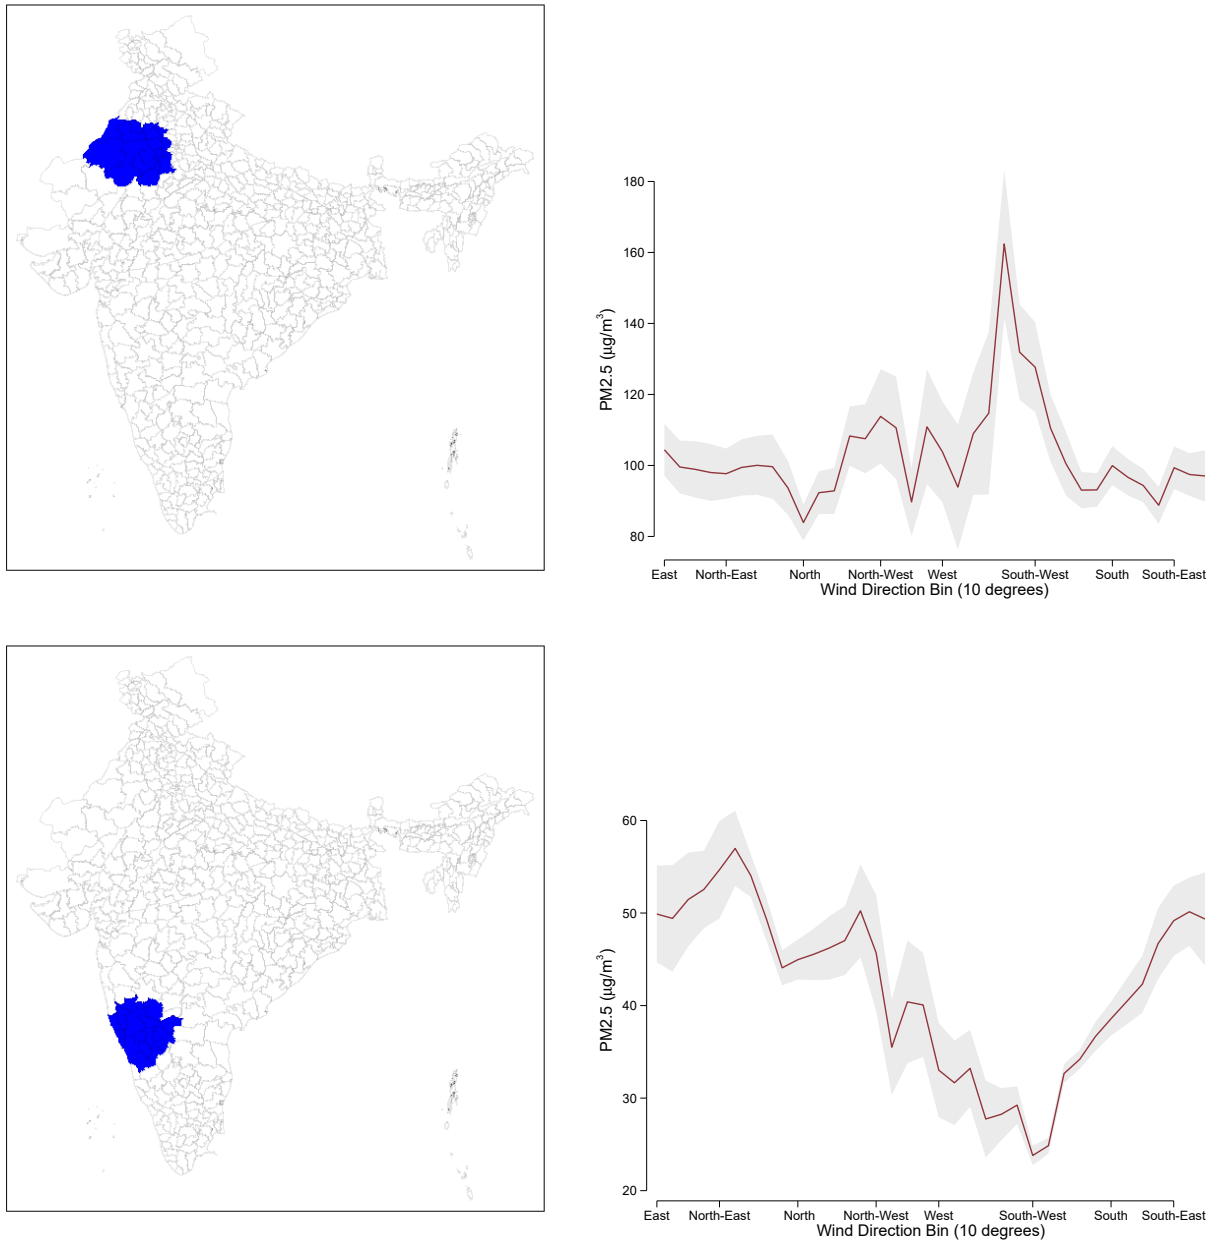 180
160
140
120
100
80
PM2.5 (μg/m³)
East North-East North North-West West South-West South South-East
Wind Direction Bin (10 degrees)
60
50
40
30
20
PM2.5 (μg/m³)
East North-East North North-West West South-West South South-East
Wind Direction Bin (10 degrees)